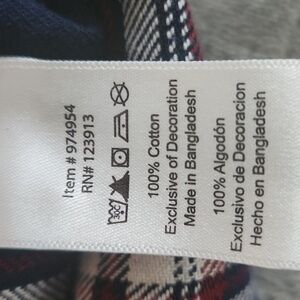 Item # 974954
RN# 123913
30C
100% Cotton
Exclusive of Decoration
Made in Bangladesh
100% Algodón
Exclusivo de Decoracion
Hecho en Bangladesh